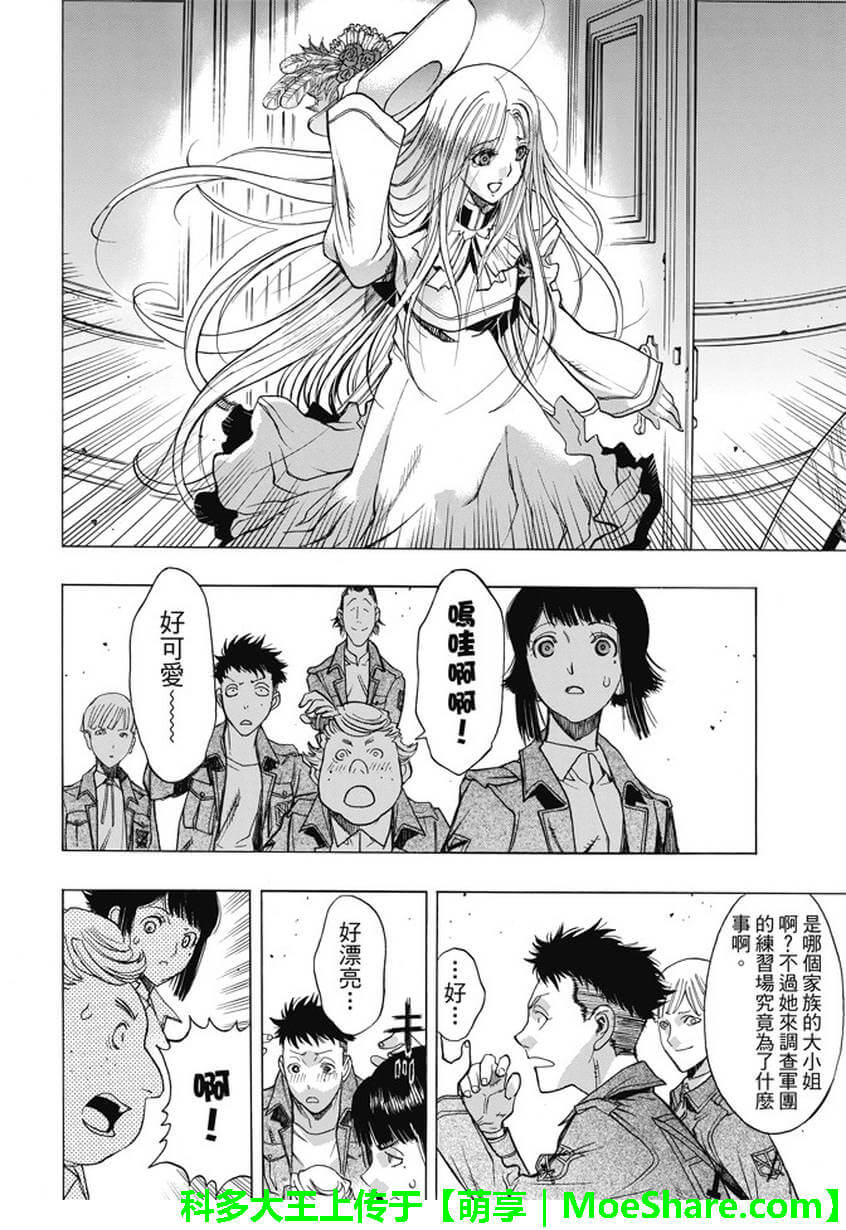 嗚哇啊啊！
好可愛～～～
是哪個家族的大小姐
啊？不過她來調查軍團
的練習場究竟為了什麼
事啊。
…好…
好漂亮…
啊！
科多大王上传于【萌享｜MoeShare.com】